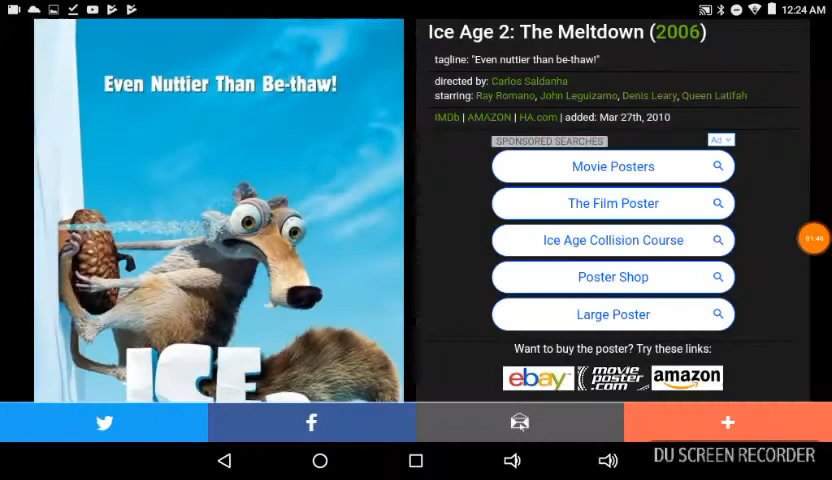 12:24 AM
Even Nuttier Than Be-thaw!
ICE
Ice Age 2: The Meltdown (2006)
tagline: "Even nuttier than be-thaw!"
directed by: Carlos Saldanha
starring: Ray Romano, John Leguizamo, Denis Leary, Queen Latifah
IMDb | AMAZON | HA.com | added: Mar 27th, 2010
SPONSORED SEARCHES
Ad
Movie Posters
The Film Poster
Ice Age Collision Course
Poster Shop
Large Poster
01:46
Want to buy the poster? Try these links:
ebay
movie
poster
.com
amazon
DU SCREEN RECORDER